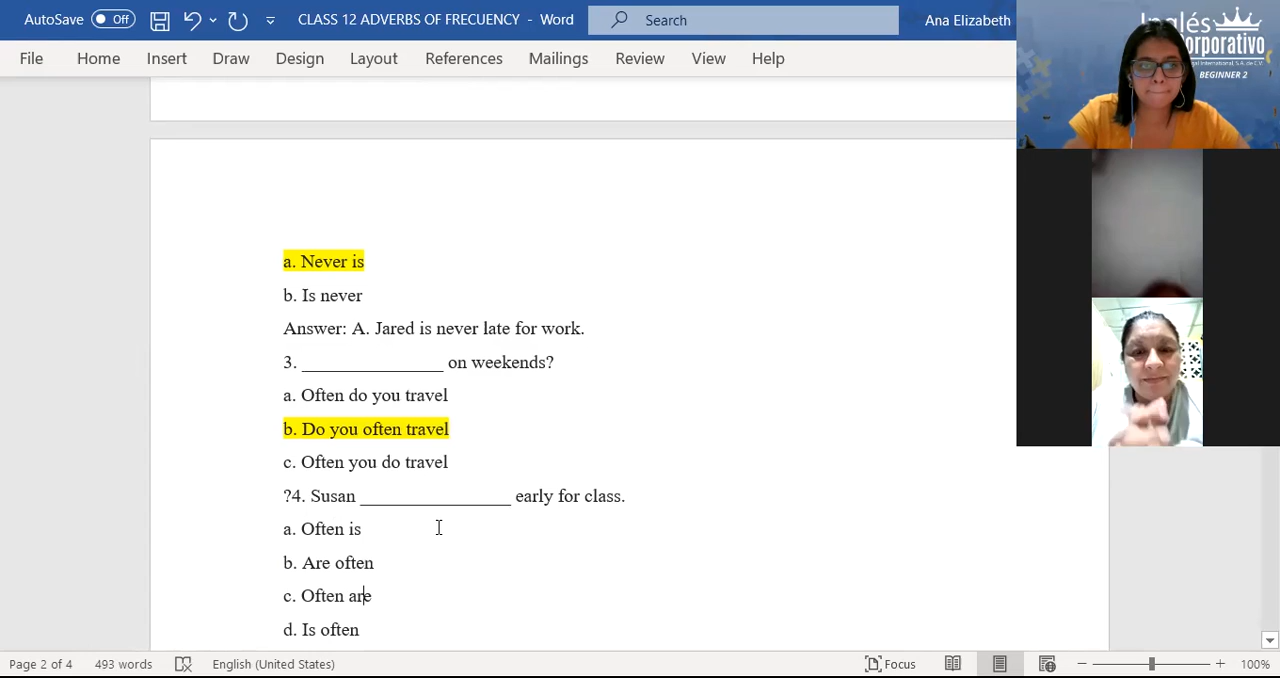 AutoSave Off CLASS 12 ADVERBS OF FRECUENCY - Word Search Ana Elizabeth
Inglés
Corporativo
BEGINNER 2
File Home Insert Draw Design Layout References Mailings Review View Help
a. Never is
b. Is never
Answer: A. Jared is never late for work.
3. _______________ on weekends?
a. Often do you travel
b. Do you often travel
c. Often you do travel
?4. Susan ________________ early for class.
a. Often is
b. Are often
c. Often are
d. Is often
Page 2 of 4 493 words English (United States) Focus 100%